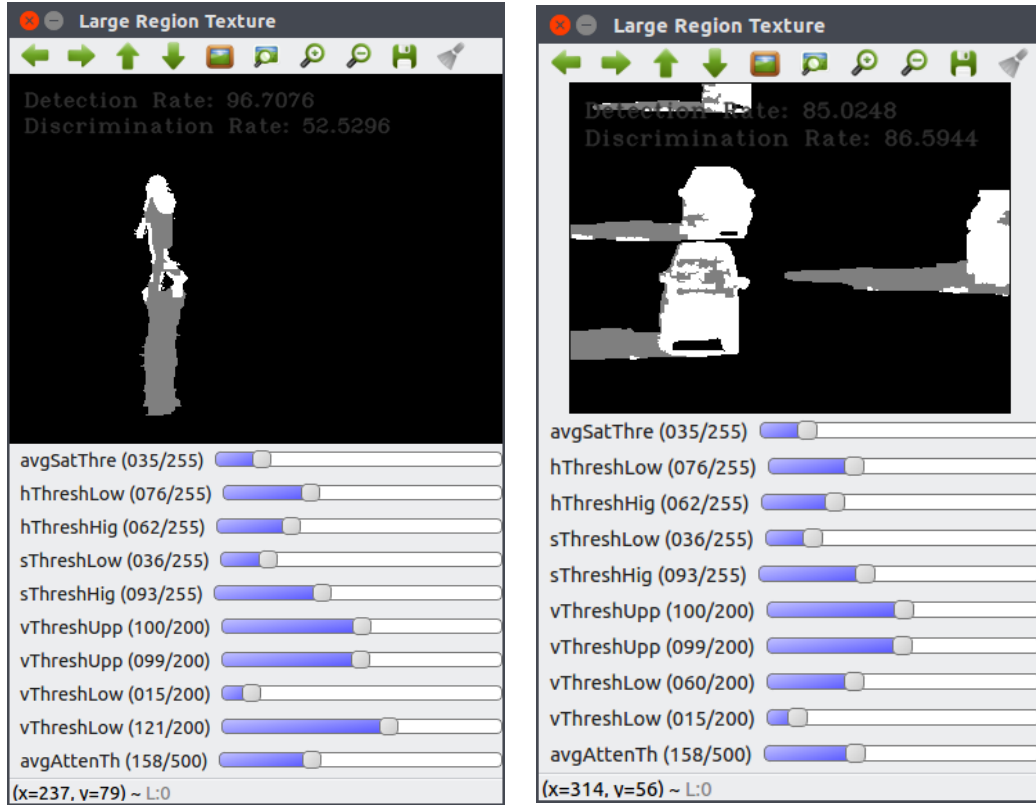 Large Region Texture
Detection Rate: 96.7076
Discrimination Rate: 52.5296
avgSatThre (035/255)
hThreshLow (076/255)
hThreshHig (062/255)
sThreshLow (036/255)
sThreshHig (093/255)
vThreshUpp (100/200)
vThreshUpp (099/200)
vThreshLow (015/200)
vThreshLow (121/200)
avgAttenTh (158/500)
(x=237, y=79) ~ L:0
Large Region Texture
Detection Rate: 85.0248
Discrimination Rate: 86.5944
avgSatThre (035/255)
hThreshLow (076/255)
hThreshHig (062/255)
sThreshLow (036/255)
sThreshHig (093/255)
vThreshUpp (100/200)
vThreshUpp (099/200)
vThreshLow (060/200)
vThreshLow (015/200)
avgAttenTh (158/500)
(x=314, y=56) ~ L:0